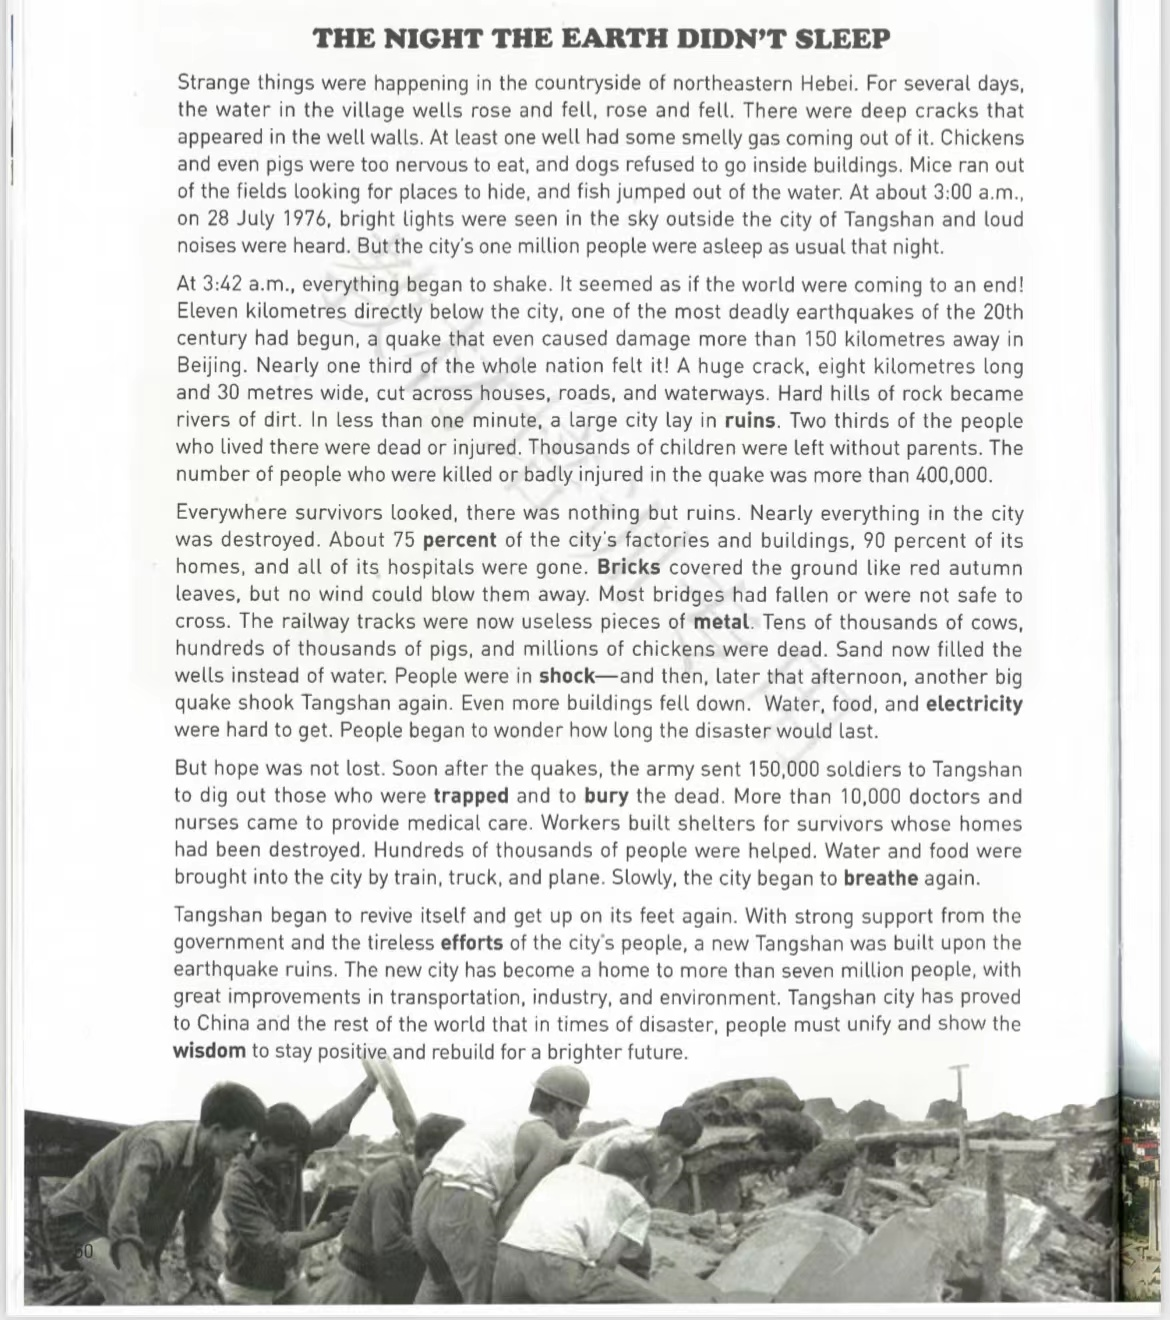 THE NIGHT THE EARTH DIDN'T SLEEP
Strange things were happening in the countryside of northeastern Hebei. For several days,
the water in the village wells rose and fell, rose and fell. There were deep cracks that
appeared in the well walls. At least one well had some smelly gas coming out of it. Chickens
and even pigs were too nervous to eat, and dogs refused to go inside buildings. Mice ran out
of the fields looking for places to hide, and fish jumped out of the water. At about 3:00 a.m.,
on 28 July 1976, bright lights were seen in the sky outside the city of Tangshan and loud
noises were heard. But the city's one million people were asleep as usual that night.
At 3:42 a.m., everything began to shake. It seemed as if the world were coming to an end!
Eleven kilometres directly below the city, one of the most deadly earthquakes of the 20th
century had begun, a quake that even caused damage more than 150 kilometres away in
Beijing. Nearly one third of the whole nation felt it! A huge crack, eight kilometres long
and 30 metres wide, cut across houses, roads, and waterways. Hard hills of rock became
rivers of dirt. In less than one minute, a large city lay in ruins. Two thirds of the people
who lived there were dead or injured. Thousands of children were left without parents. The
number of people who were killed or badly injured in the quake was more than 400,000.
Everywhere survivors looked, there was nothing but ruins. Nearly everything in the city
was destroyed. About 75 percent of the city's factories and buildings, 90 percent of its
homes, and all of its hospitals were gone. Bricks covered the ground like red autumn
leaves, but no wind could blow them away. Most bridges had fallen or were not safe to
cross. The railway tracks were now useless pieces of metal. Tens of thousands of cows,
hundreds of thousands of pigs, and millions of chickens were dead. Sand now filled the
wells instead of water. People were in shock—and then, later that afternoon, another big
quake shook Tangshan again. Even more buildings fell down. Water, food, and electricity
were hard to get. People began to wonder how long the disaster would last.
But hope was not lost. Soon after the quakes, the army sent 150,000 soldiers to Tangshan
to dig out those who were trapped and to bury the dead. More than 10,000 doctors and
nurses came to provide medical care. Workers built shelters for survivors whose homes
had been destroyed. Hundreds of thousands of people were helped. Water and food were
brought into the city by train, truck, and plane. Slowly, the city began to breathe again.
Tangshan began to revive itself and get up on its feet again. With strong support from the
government and the tireless efforts of the city's people, a new Tangshan was built upon the
earthquake ruins. The new city has become a home to more than seven million people, with
great improvements in transportation, industry, and environment. Tangshan city has proved
to China and the rest of the world that in times of disaster, people must unify and show the
wisdom to stay positive and rebuild for a brighter future.
50
教材培训专用